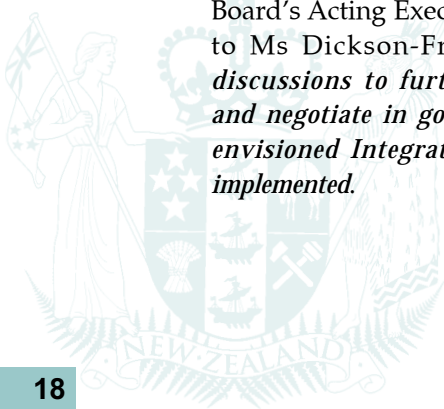 Board's Acting Exec
to Ms Dickson-Fr
discussions to furt
and negotiate in go
envisioned Integrat
implemented.
NEW·ZEALAND
18